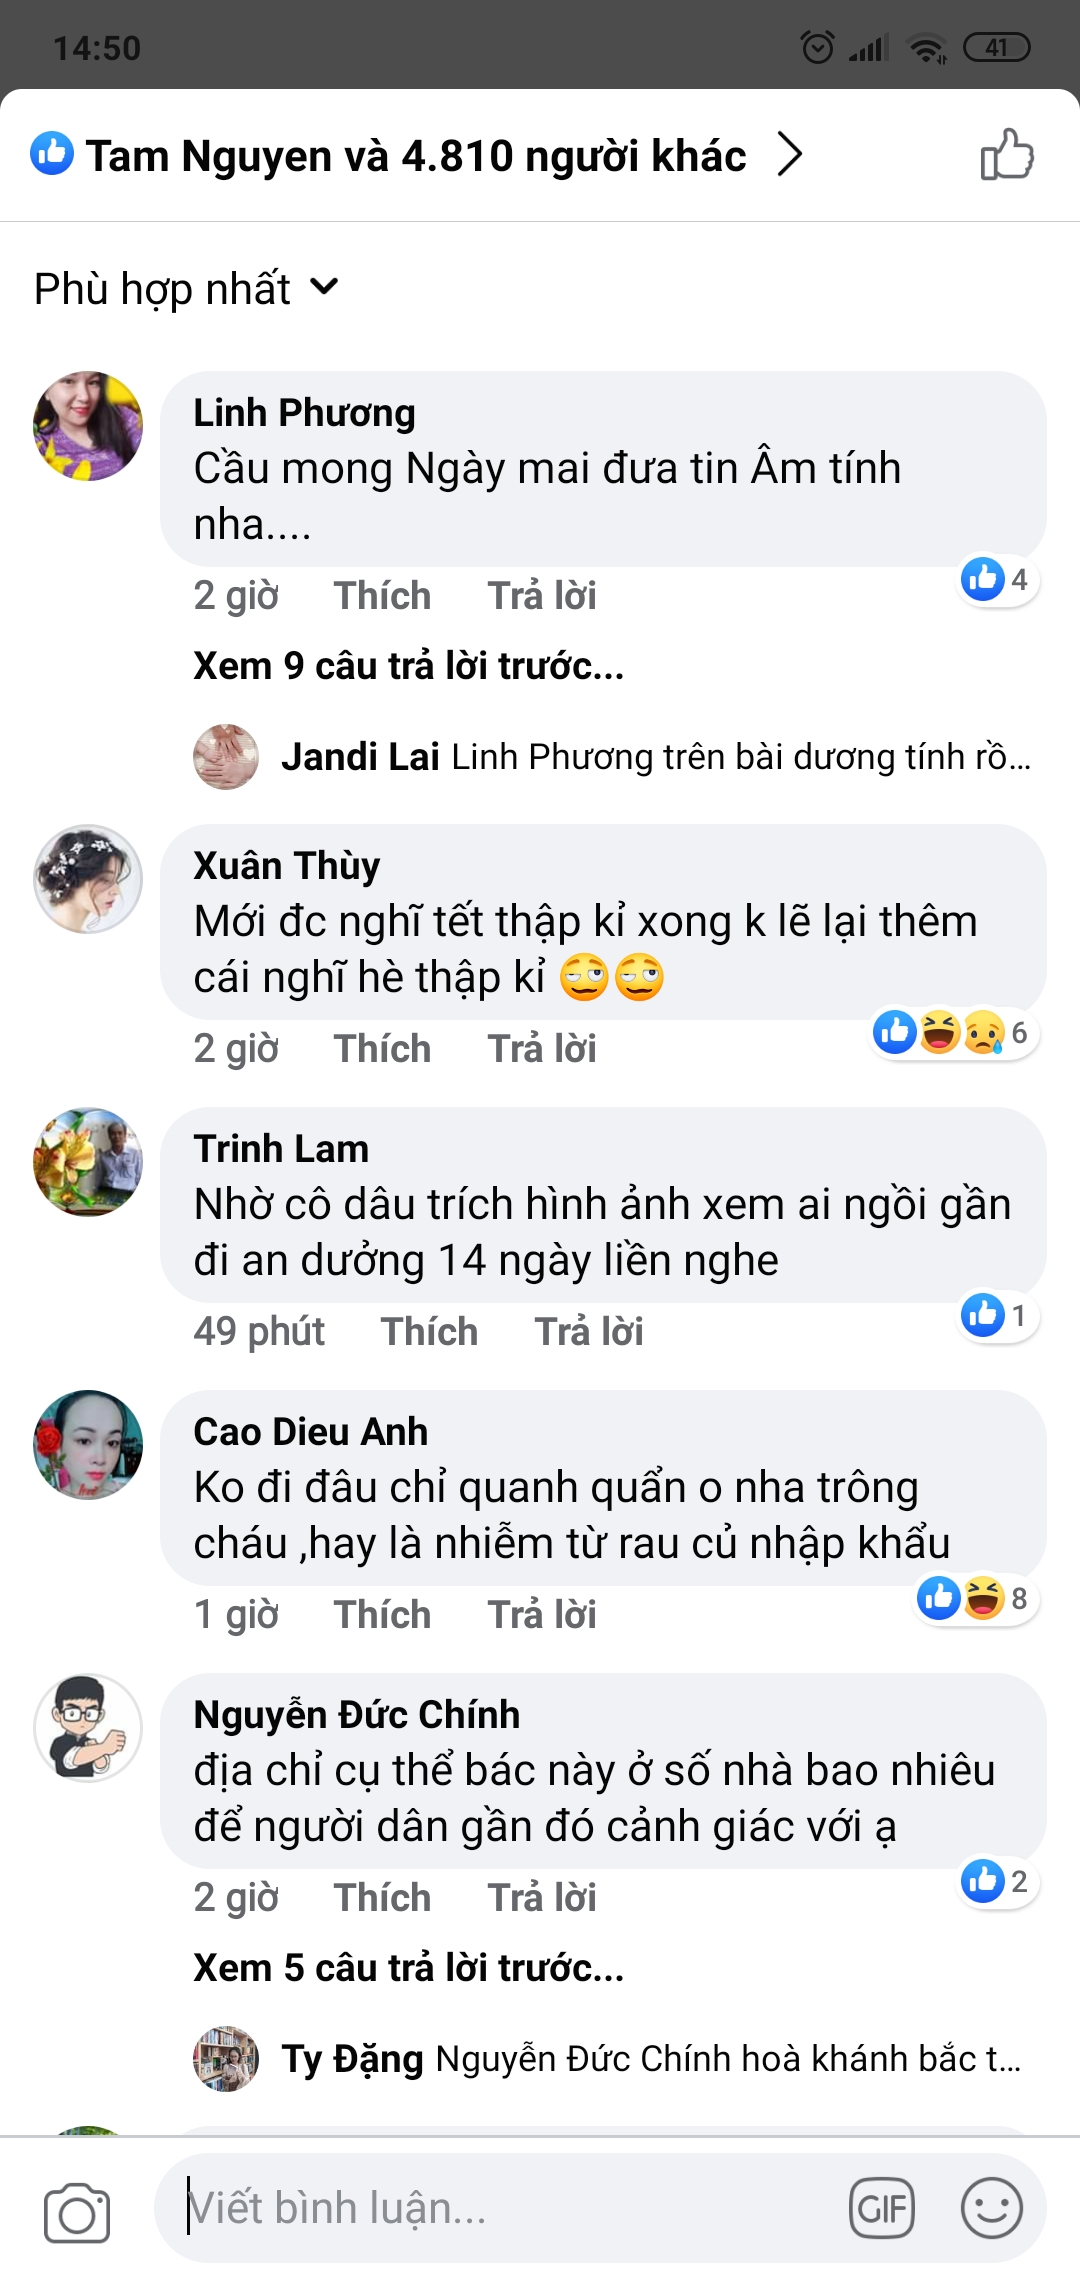 14:50
41
Tam Nguyen và 4.810 người khác
Phù hợp nhất
Linh Phương
Cầu mong Ngày mai đưa tin Âm tính
nha....
2 giờ Thích Trả lời 4
Xem 9 câu trả lời trước...
Jandi Lai Linh Phương trên bài dương tính rồ...
Xuân Thùy
Mới đc nghĩ tết thập kỉ xong k lẽ lại thêm
cái nghĩ hè thập kỉ 🥴🥴
2 giờ Thích Trả lời 6
Trinh Lam
Nhờ cô dâu trích hình ảnh xem ai ngồi gần
đi an dưởng 14 ngày liền nghe
49 phút Thích Trả lời 1
Cao Dieu Anh
Ko đi đâu chỉ quanh quẩn o nha trông
cháu ,hay là nhiễm từ rau củ nhập khẩu
1 giờ Thích Trả lời 8
Nguyễn Đức Chính
địa chỉ cụ thể bác này ở số nhà bao nhiêu
để người dân gần đó cảnh giác với ạ
2 giờ Thích Trả lời 2
Xem 5 câu trả lời trước...
Ty Đặng Nguyễn Đức Chính hoà khánh bắc t...
Viết bình luận...
GIF